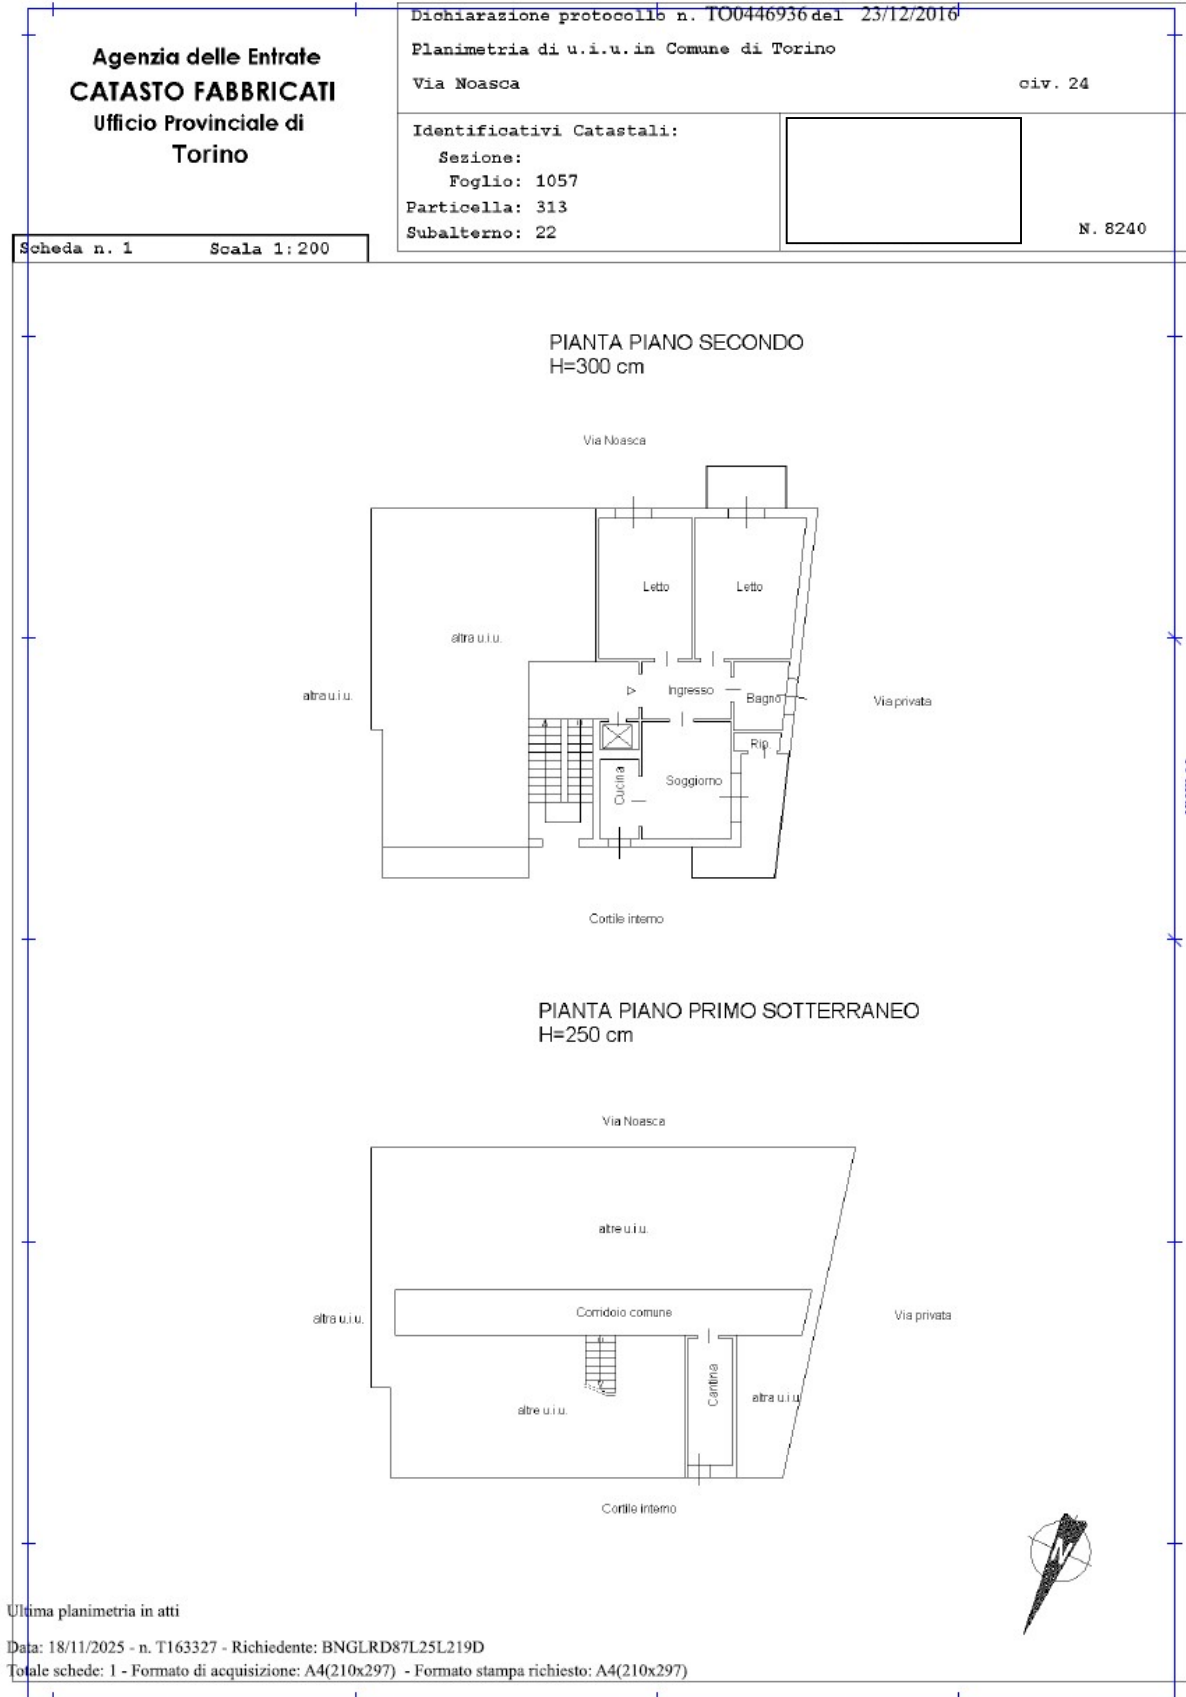 Agenzia delle Entrate
CATASTO FABBRICATI
Ufficio Provinciale di
Torino
Dichiarazione protocollo n. TO0446936 del 23/12/2016
Planimetria di u.i.u. in Comune di Torino
Via Noasca civ. 24
Identificativi Catastali:
Sezione:
Foglio: 1057
Particella: 313
Subalterno: 22
N. 8240
Scheda n. 1 Scala 1:200
PIANTA PIANO SECONDO
H=300 cm
Via Noasca
Letto Letto
altra u.i.u.
altra u.i.u.
Ingresso
Bagno
Via privata
Rip.
Cucina
Soggiorno
Cortile interno
PIANTA PIANO PRIMO SOTTERRANEO
H=250 cm
Via Noasca
altre u.i.u.
Corridoio comune
altra u.i.u.
Via privata
Cantina
altra u.i.u
altre u.i.u.
Cortile interno
N
Ultima planimetria in atti
Data: 18/11/2025 - n. T163327 - Richiedente: BNGLRD87L25L219D
Totale schede: 1 - Formato di acquisizione: A4(210x297) - Formato stampa richiesto: A4(210x297)